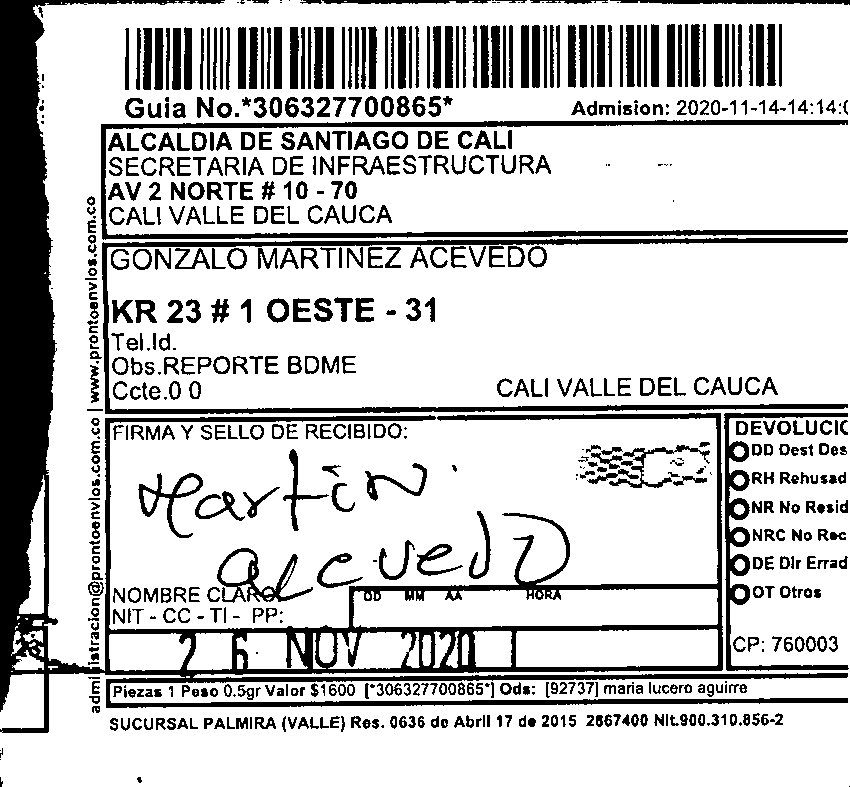 Guia No.*306327700865*
Admision: 2020-11-14-14:14:0
ALCALDIA DE SANTIAGO DE CALI
SECRETARIA DE INFRAESTRUCTURA
AV 2 NORTE # 10 - 70
CALI VALLE DEL CAUCA
GONZALO MARTINEZ ACEVEDO
KR 23 # 1 OESTE - 31
Tel.Id.
Obs.REPORTE BDME
Ccte.0 0
CALI VALLE DEL CAUCA
administracion@prontoenvios.com.co | www.prontoenvios.com.co
FIRMA Y SELLO DE RECIBIDO:
Martin
acevedo
NOMBRE CLARO
NIT - CC - TI - PP:
DD MM AA HORA
26 NOV 2020
DEVOLUCIO
DD Dest Des
RH Rehusad
NR No Resid
NRC No Rec
DE Dir Errad
OT Otros
CP: 760003
Piezas 1 Peso 0.5gr Valor $1600 [*306327700865*] Ods: [92737] maria lucero aguirre
SUCURSAL PALMIRA (VALLE) Res. 0636 de Abril 17 de 2015 2667400 Nit.900.310.856-2